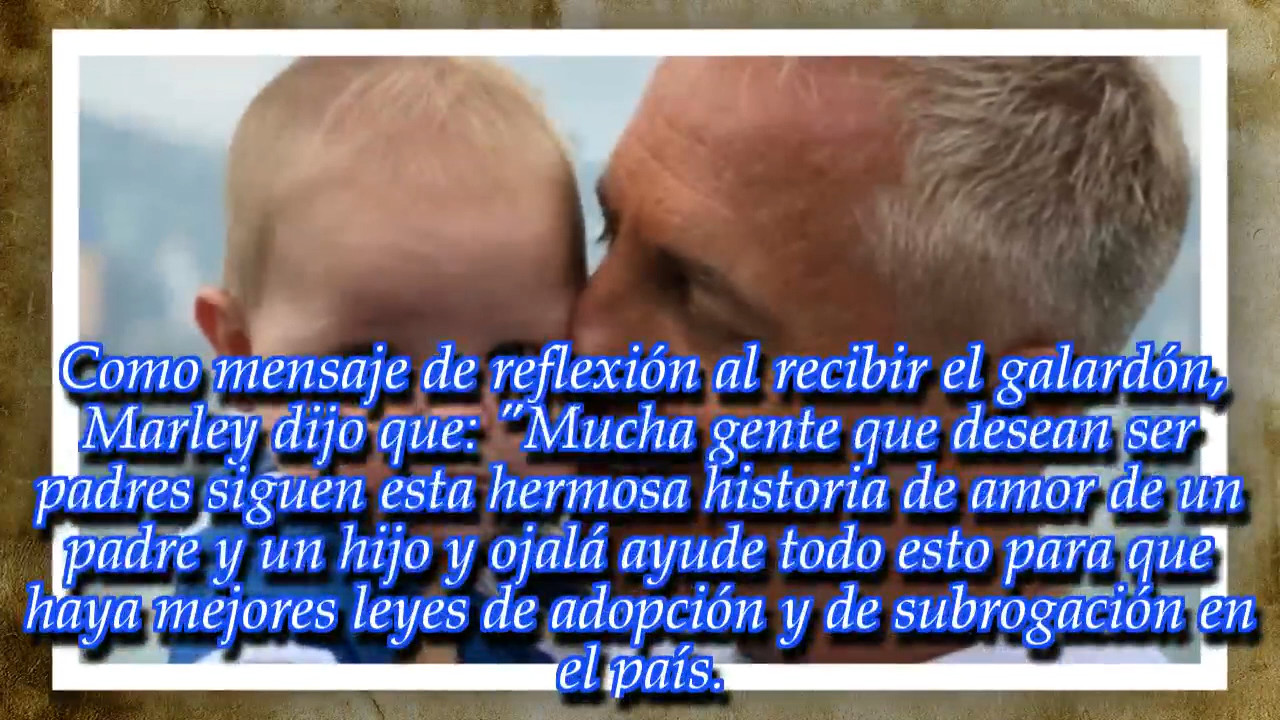 Como mensaje de reflexión al recibir el galardón,
Marley dijo que: "Mucha gente que desean ser
padres siguen esta hermosa historia de amor de un
padre y un hijo y ojalá ayude todo esto para que
haya mejores leyes de adopción y de subrogación en
el país.